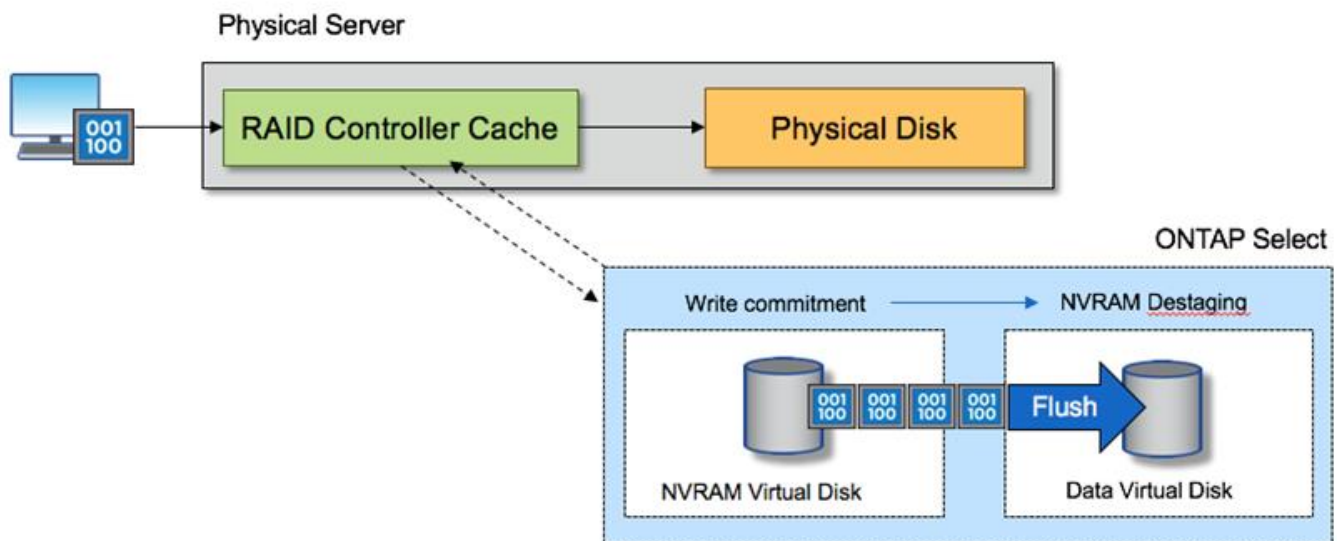 Physical Server
001
100
RAID Controller Cache
Physical Disk
ONTAP Select
Write commitment
NVRAM Destaging
001
100
001
100
001
100
001
100
Flush
NVRAM Virtual Disk
Data Virtual Disk